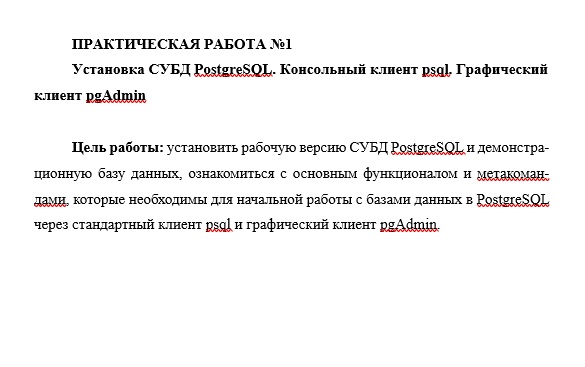 ПРАКТИЧЕСКАЯ РАБОТА №1
Установка СУБД PostgreSQL. Консольный клиент psql. Графический
клиент pgAdmin
Цель работы: установить рабочую версию СУБД PostgreSQL и демонстра-
ционную базу данных, ознакомиться с основным функционалом и метакоман-
дами, которые необходимы для начальной работы с базами данных в PostgreSQL
через стандартный клиент psql и графический клиент pgAdmin.